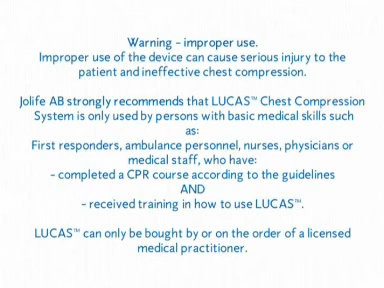 Warning - improper use.
Improper use of the device can cause serious injury to the
patient and ineffective chest compression.
Jolife AB strongly recommends that LUCAS™ Chest Compression
System is only used by persons with basic medical skills such
as:
First responders, ambulance personnel, nurses, physicians or
medical staff, who have:
- completed a CPR course according to the guidelines
AND
- received training in how to use LUCAS™.
LUCAS™ can only be bought by or on the order of a licensed
medical practitioner.